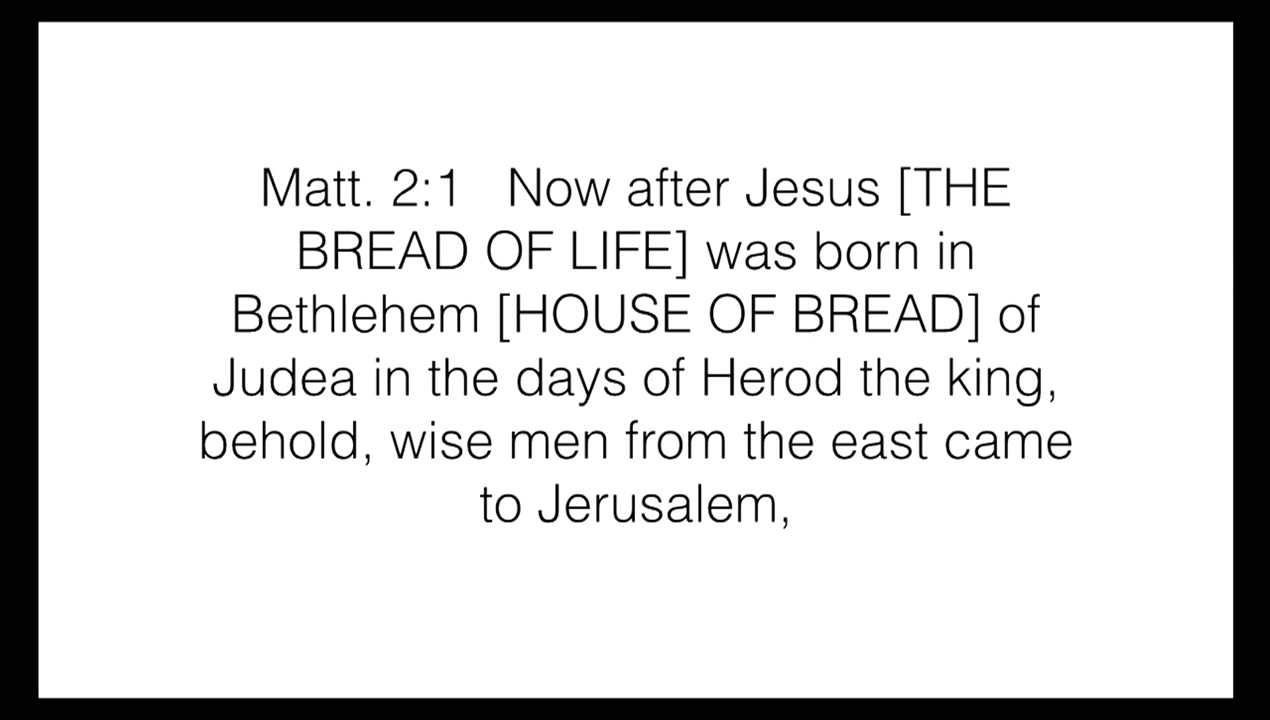 Matt. 2:1   Now after Jesus [THE
BREAD OF LIFE] was born in
Bethlehem [HOUSE OF BREAD] of
Judea in the days of Herod the king,
behold, wise men from the east came
to Jerusalem,